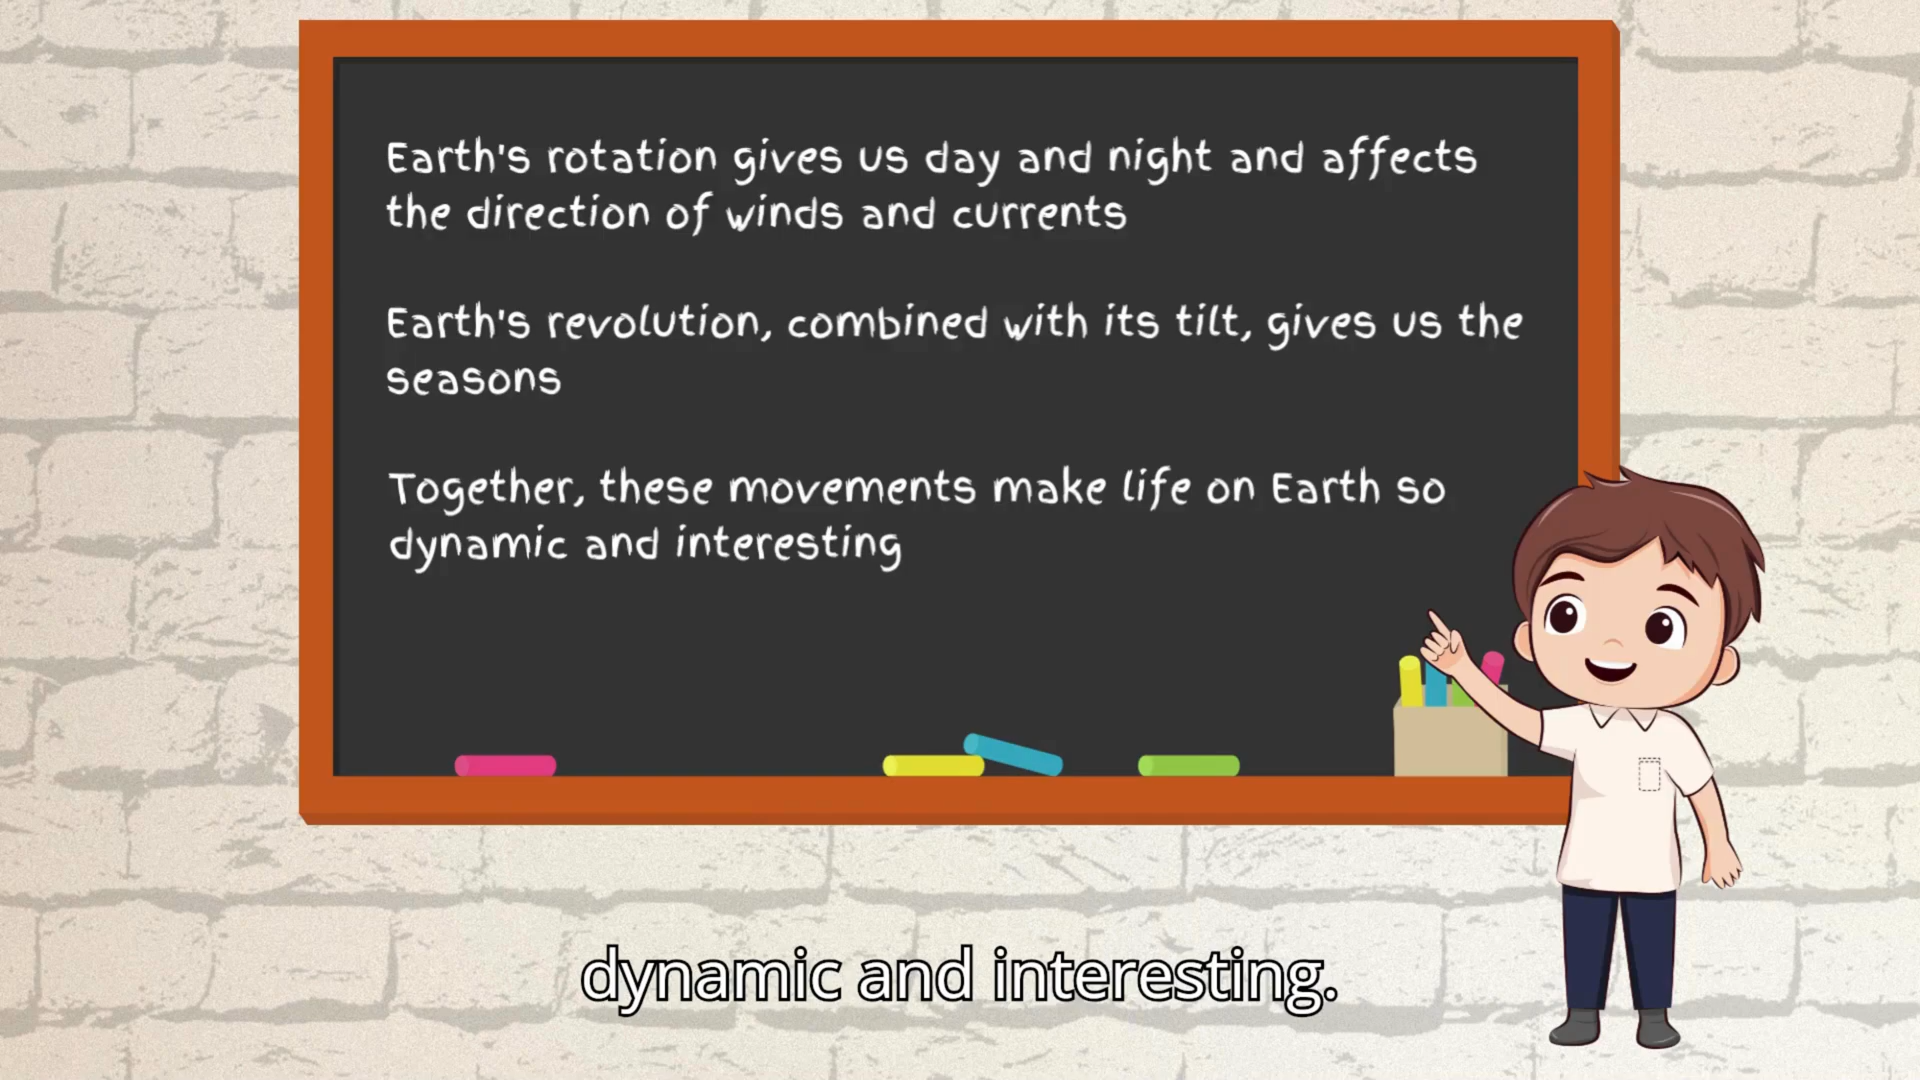 Earth's rotation gives us day and night and affects
the direction of winds and currents
Earth's revolution, combined with its tilt, gives us the
seasons
Together, these movements make life on Earth so
dynamic and interesting
dynamic and interesting.